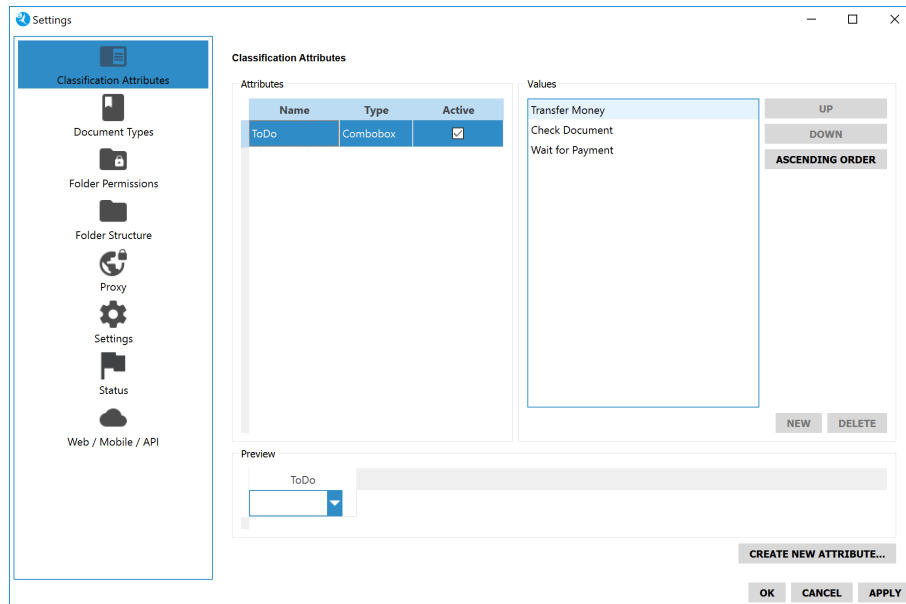 Settings
Classification Attributes
Document Types
Folder Permissions
Folder Structure
Proxy
Settings
Status
Web / Mobile / API
Classification Attributes
Attributes
Name Type Active
ToDo Combobox
Values
Transfer Money
Check Document
Wait for Payment
UP
DOWN
ASCENDING ORDER
NEW DELETE
Preview
ToDo
CREATE NEW ATTRIBUTE...
OK CANCEL APPLY